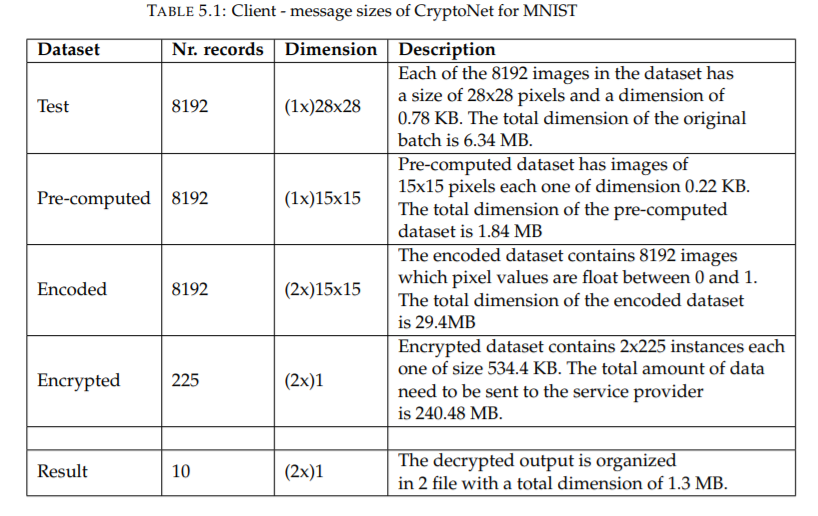 TABLE 5.1: Client - message sizes of CryptoNet for MNIST
Dataset Nr. records Dimension Description
Test 8192 (1x)28x28 Each of the 8192 images in the dataset has
a size of 28x28 pixels and a dimension of
0.78 KB. The total dimension of the original
batch is 6.34 MB.
Pre-computed 8192 (1x)15x15 Pre-computed dataset has images of
15x15 pixels each one of dimension 0.22 KB.
The total dimension of the pre-computed
dataset is 1.84 MB
Encoded 8192 (2x)15x15 The encoded dataset contains 8192 images
which pixel values are float between 0 and 1.
The total dimension of the encoded dataset
is 29.4MB
Encrypted 225 (2x)1 Encrypted dataset contains 2x225 instances each
one of size 534.4 KB. The total amount of data
need to be sent to the service provider
is 240.48 MB.
Result 10 (2x)1 The decrypted output is organized
in 2 file with a total dimension of 1.3 MB.